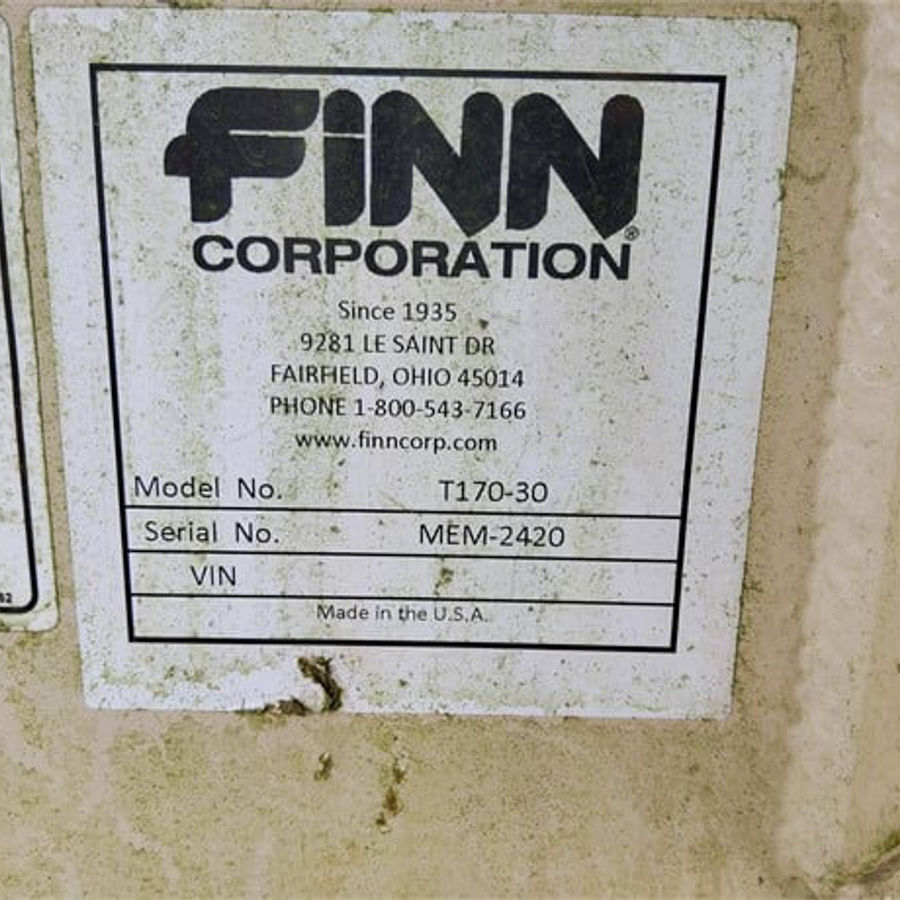 FINN®
CORPORATION
Since 1935
9281 LE SAINT DR
FAIRFIELD, OHIO 45014
PHONE 1-800-543-7166
www.finncorp.com
Model No. T170-30
Serial No. MEM-2420
VIN
Made in the U.S.A.